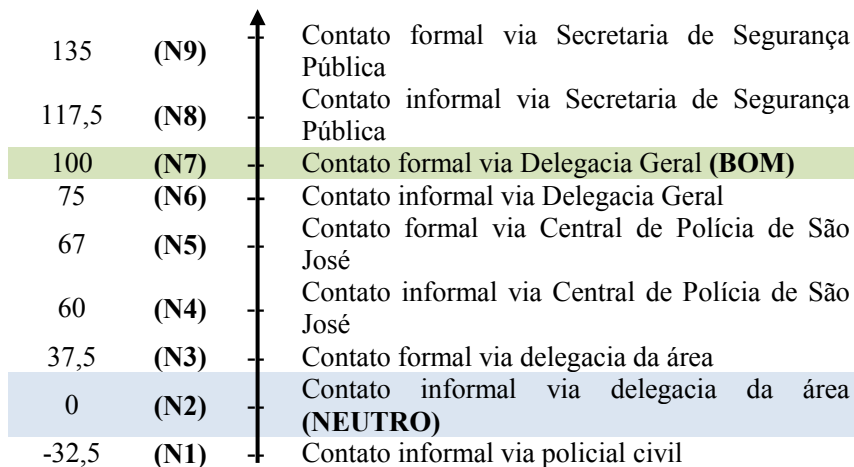 135 (N9) Contato formal via Secretaria de Segurança
Pública
117,5 (N8) Contato informal via Secretaria de Segurança
Pública
100 (N7) Contato formal via Delegacia Geral (BOM)
75 (N6) Contato informal via Delegacia Geral
67 (N5) Contato formal via Central de Polícia de São
José
60 (N4) Contato informal via Central de Polícia de São
José
37,5 (N3) Contato formal via delegacia da área
0 (N2) Contato informal via delegacia da área
(NEUTRO)
-32,5 (N1) Contato informal via policial civil